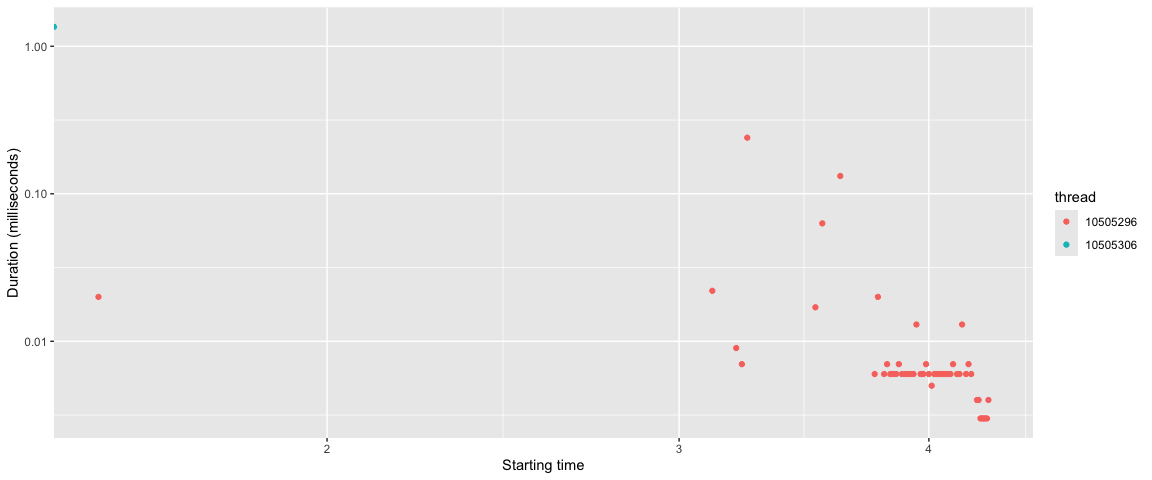 1.00
0.10
0.01
Duration (milliseconds)
2
3
4
Starting time
thread
10505296
10505306